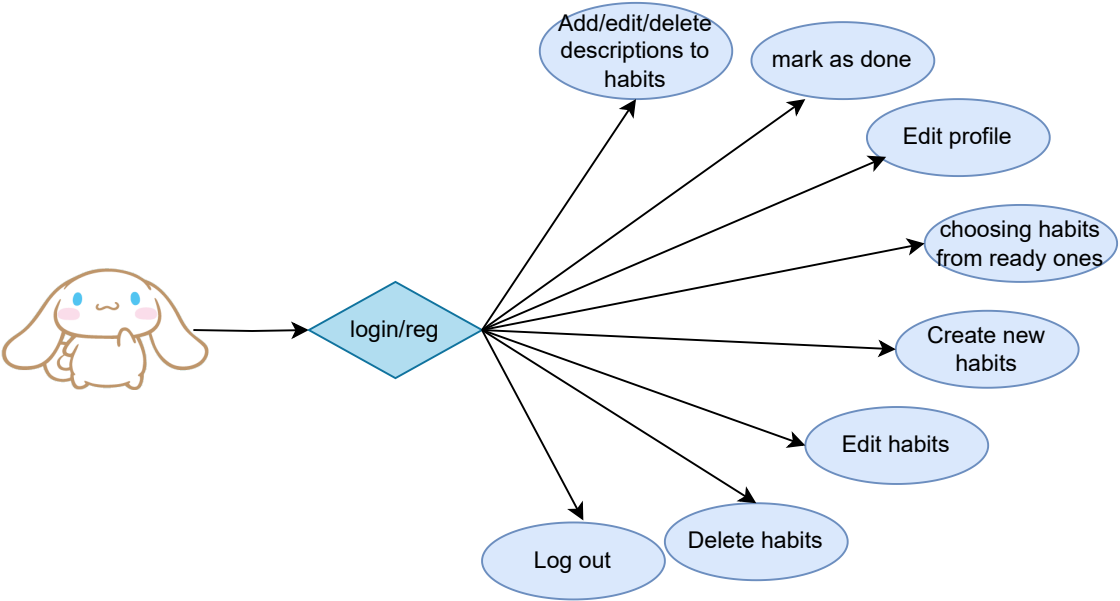 Add/edit/delete
descriptions to
habits
mark as done
Edit profile
choosing habits
from ready ones
login/reg
Create new
habits
Edit habits
Delete habits
Log out